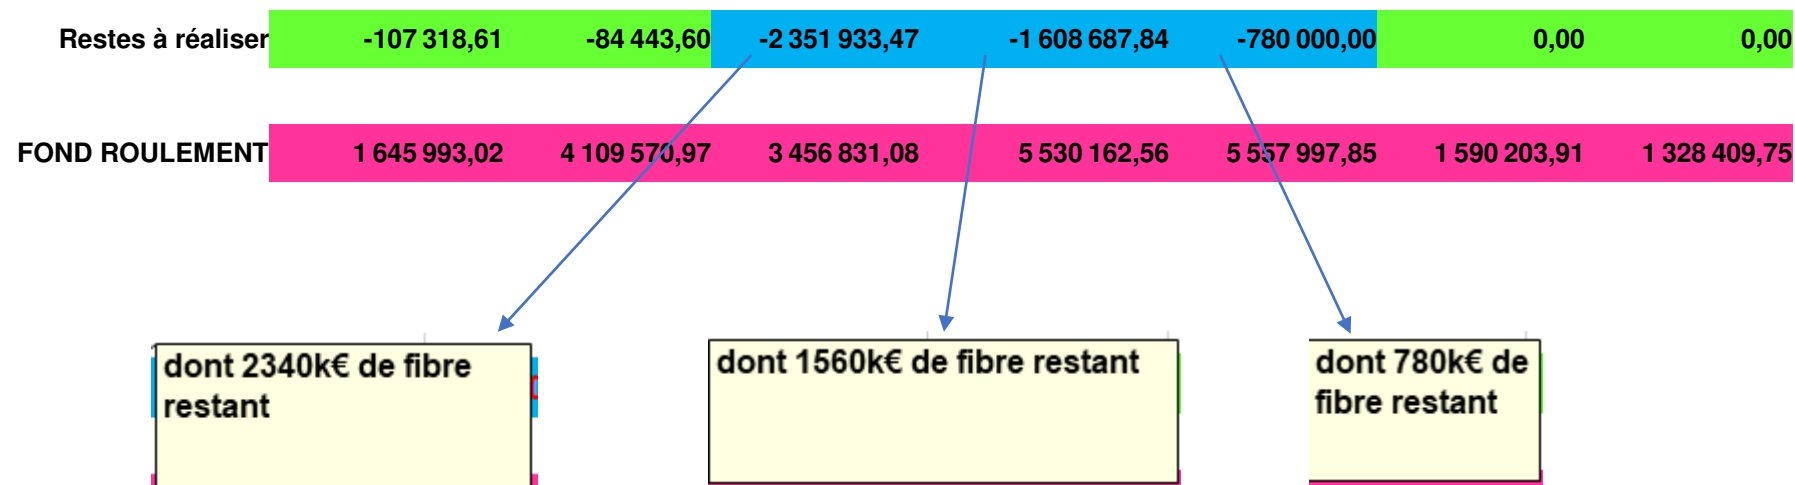 Restes à réaliser -107 318,61 -84 443,60 -2 351 933,47 -1 608 687,84 -780 000,00 0,00 0,00
FOND ROULEMENT 1 645 993,02 4 109 570,97 3 456 831,08 5 530 162,56 5 557 997,85 1 590 203,91 1 328 409,75
dont 2340k€ de fibre
restant
dont 1560k€ de fibre restant
dont 780k€ de
fibre restant